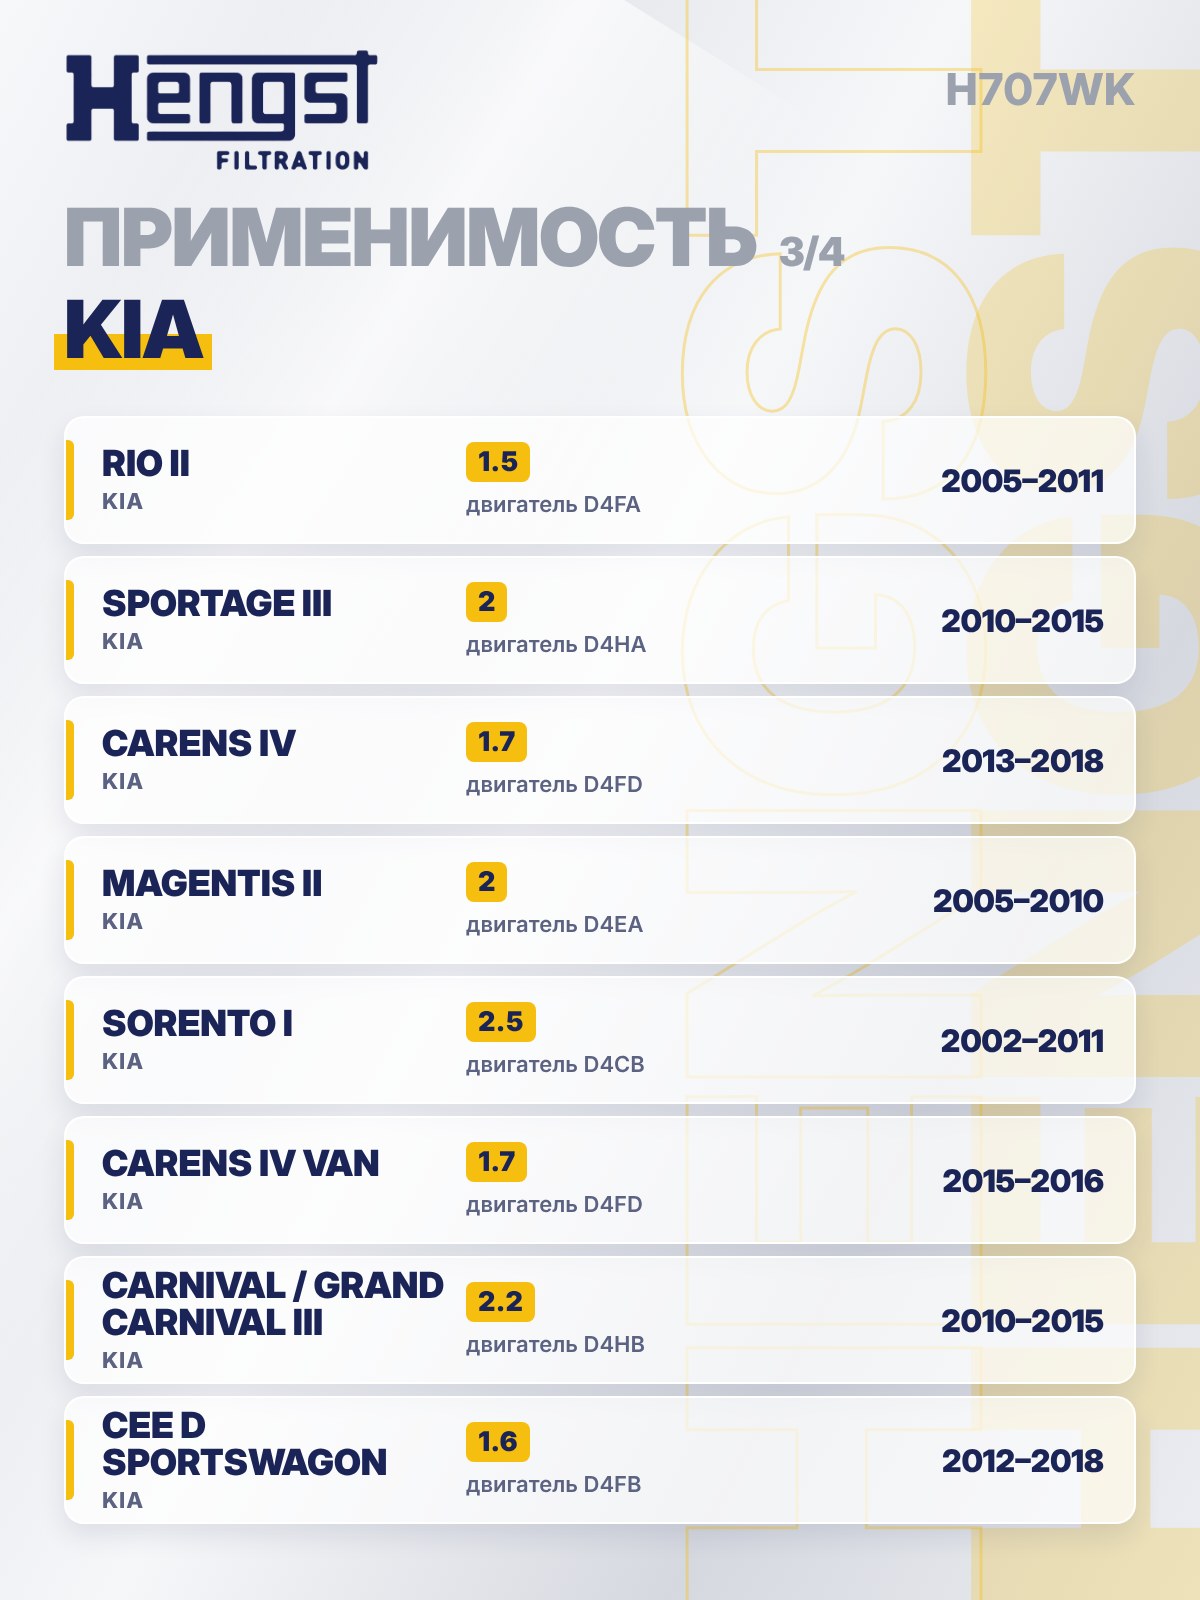 Hengst
FILTRATION
H707WK
ПРИМЕНИМОСТЬ 3/4
KIA
RIO II
KIA
1.5
двигатель D4FA
2005–2011
SPORTAGE III
KIA
2
двигатель D4HA
2010–2015
CARENS IV
KIA
1.7
двигатель D4FD
2013–2018
MAGENTIS II
KIA
2
двигатель D4EA
2005–2010
SORENTO I
KIA
2.5
двигатель D4CB
2002–2011
CARENS IV VAN
KIA
1.7
двигатель D4FD
2015–2016
CARNIVAL / GRAND
CARNIVAL III
KIA
2.2
двигатель D4HB
2010–2015
CEE D
SPORTSWAGON
KIA
1.6
двигатель D4FB
2012–2018
HENGST
HENGST